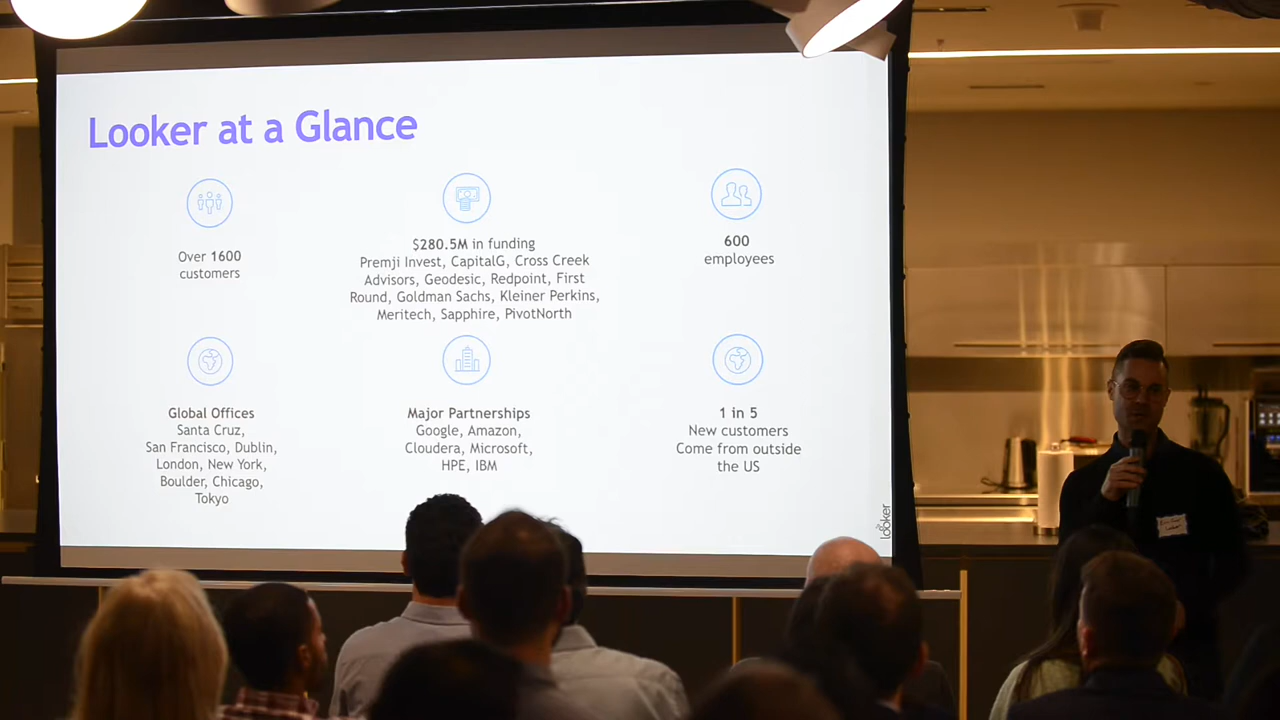 Looker at a Glance
Over 1600
customers
$280.5M in funding
Premji Invest, CapitalG, Cross Creek
Advisors, Geodesic, Redpoint, First
Round, Goldman Sachs, Kleiner Perkins,
Meritech, Sapphire, PivotNorth
600
employees
Global Offices
Santa Cruz,
San Francisco, Dublin,
London, New York,
Boulder, Chicago,
Tokyo
Major Partnerships
Google, Amazon,
Cloudera, Microsoft,
HPE, IBM
1 in 5
New customers
Come from outside
the US
looker